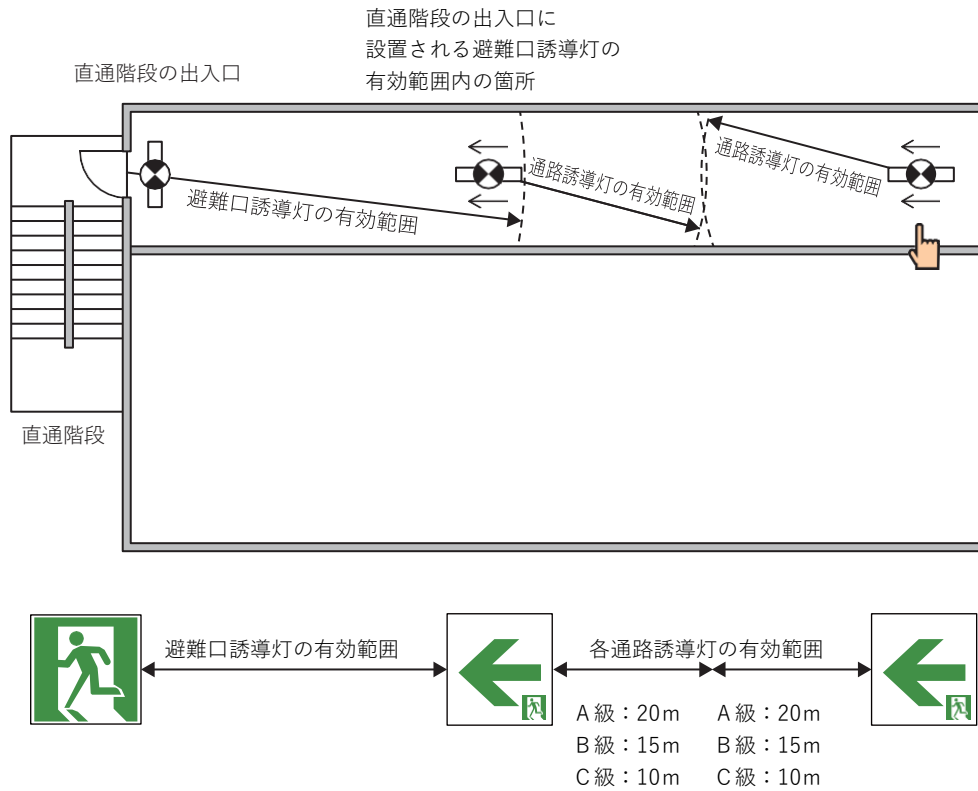 直通階段の出入口に
設置される避難口誘導灯の
有効範囲内の箇所
直通階段の出入口
避難口誘導灯の有効範囲
通路誘導灯の有効範囲
通路誘導灯の有効範囲
直通階段
避難口誘導灯の有効範囲
各通路誘導灯の有効範囲
A級：20m
B級：15m
C級：10m
A級：20m
B級：15m
C級：10m